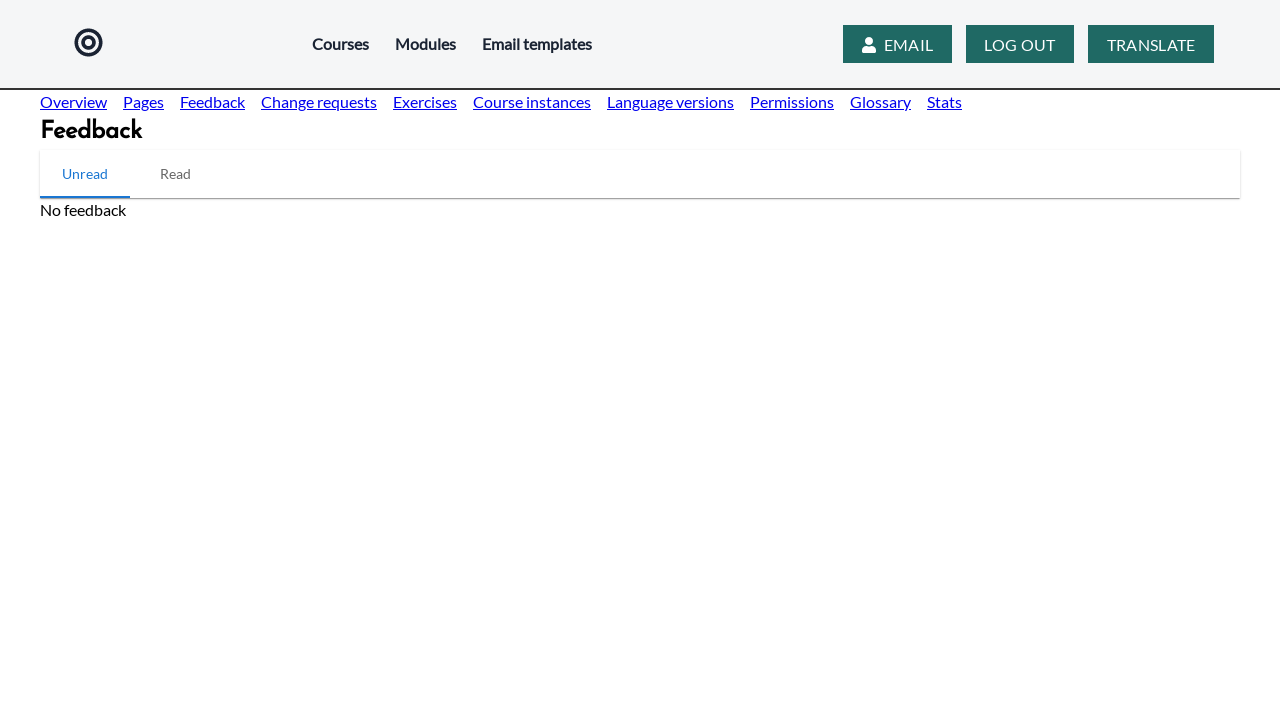 Courses Modules Email templates EMAIL LOG OUT TRANSLATE
Overview Pages Feedback Change requests Exercises Course instances Language versions Permissions Glossary Stats
Feedback
Unread Read
No feedback